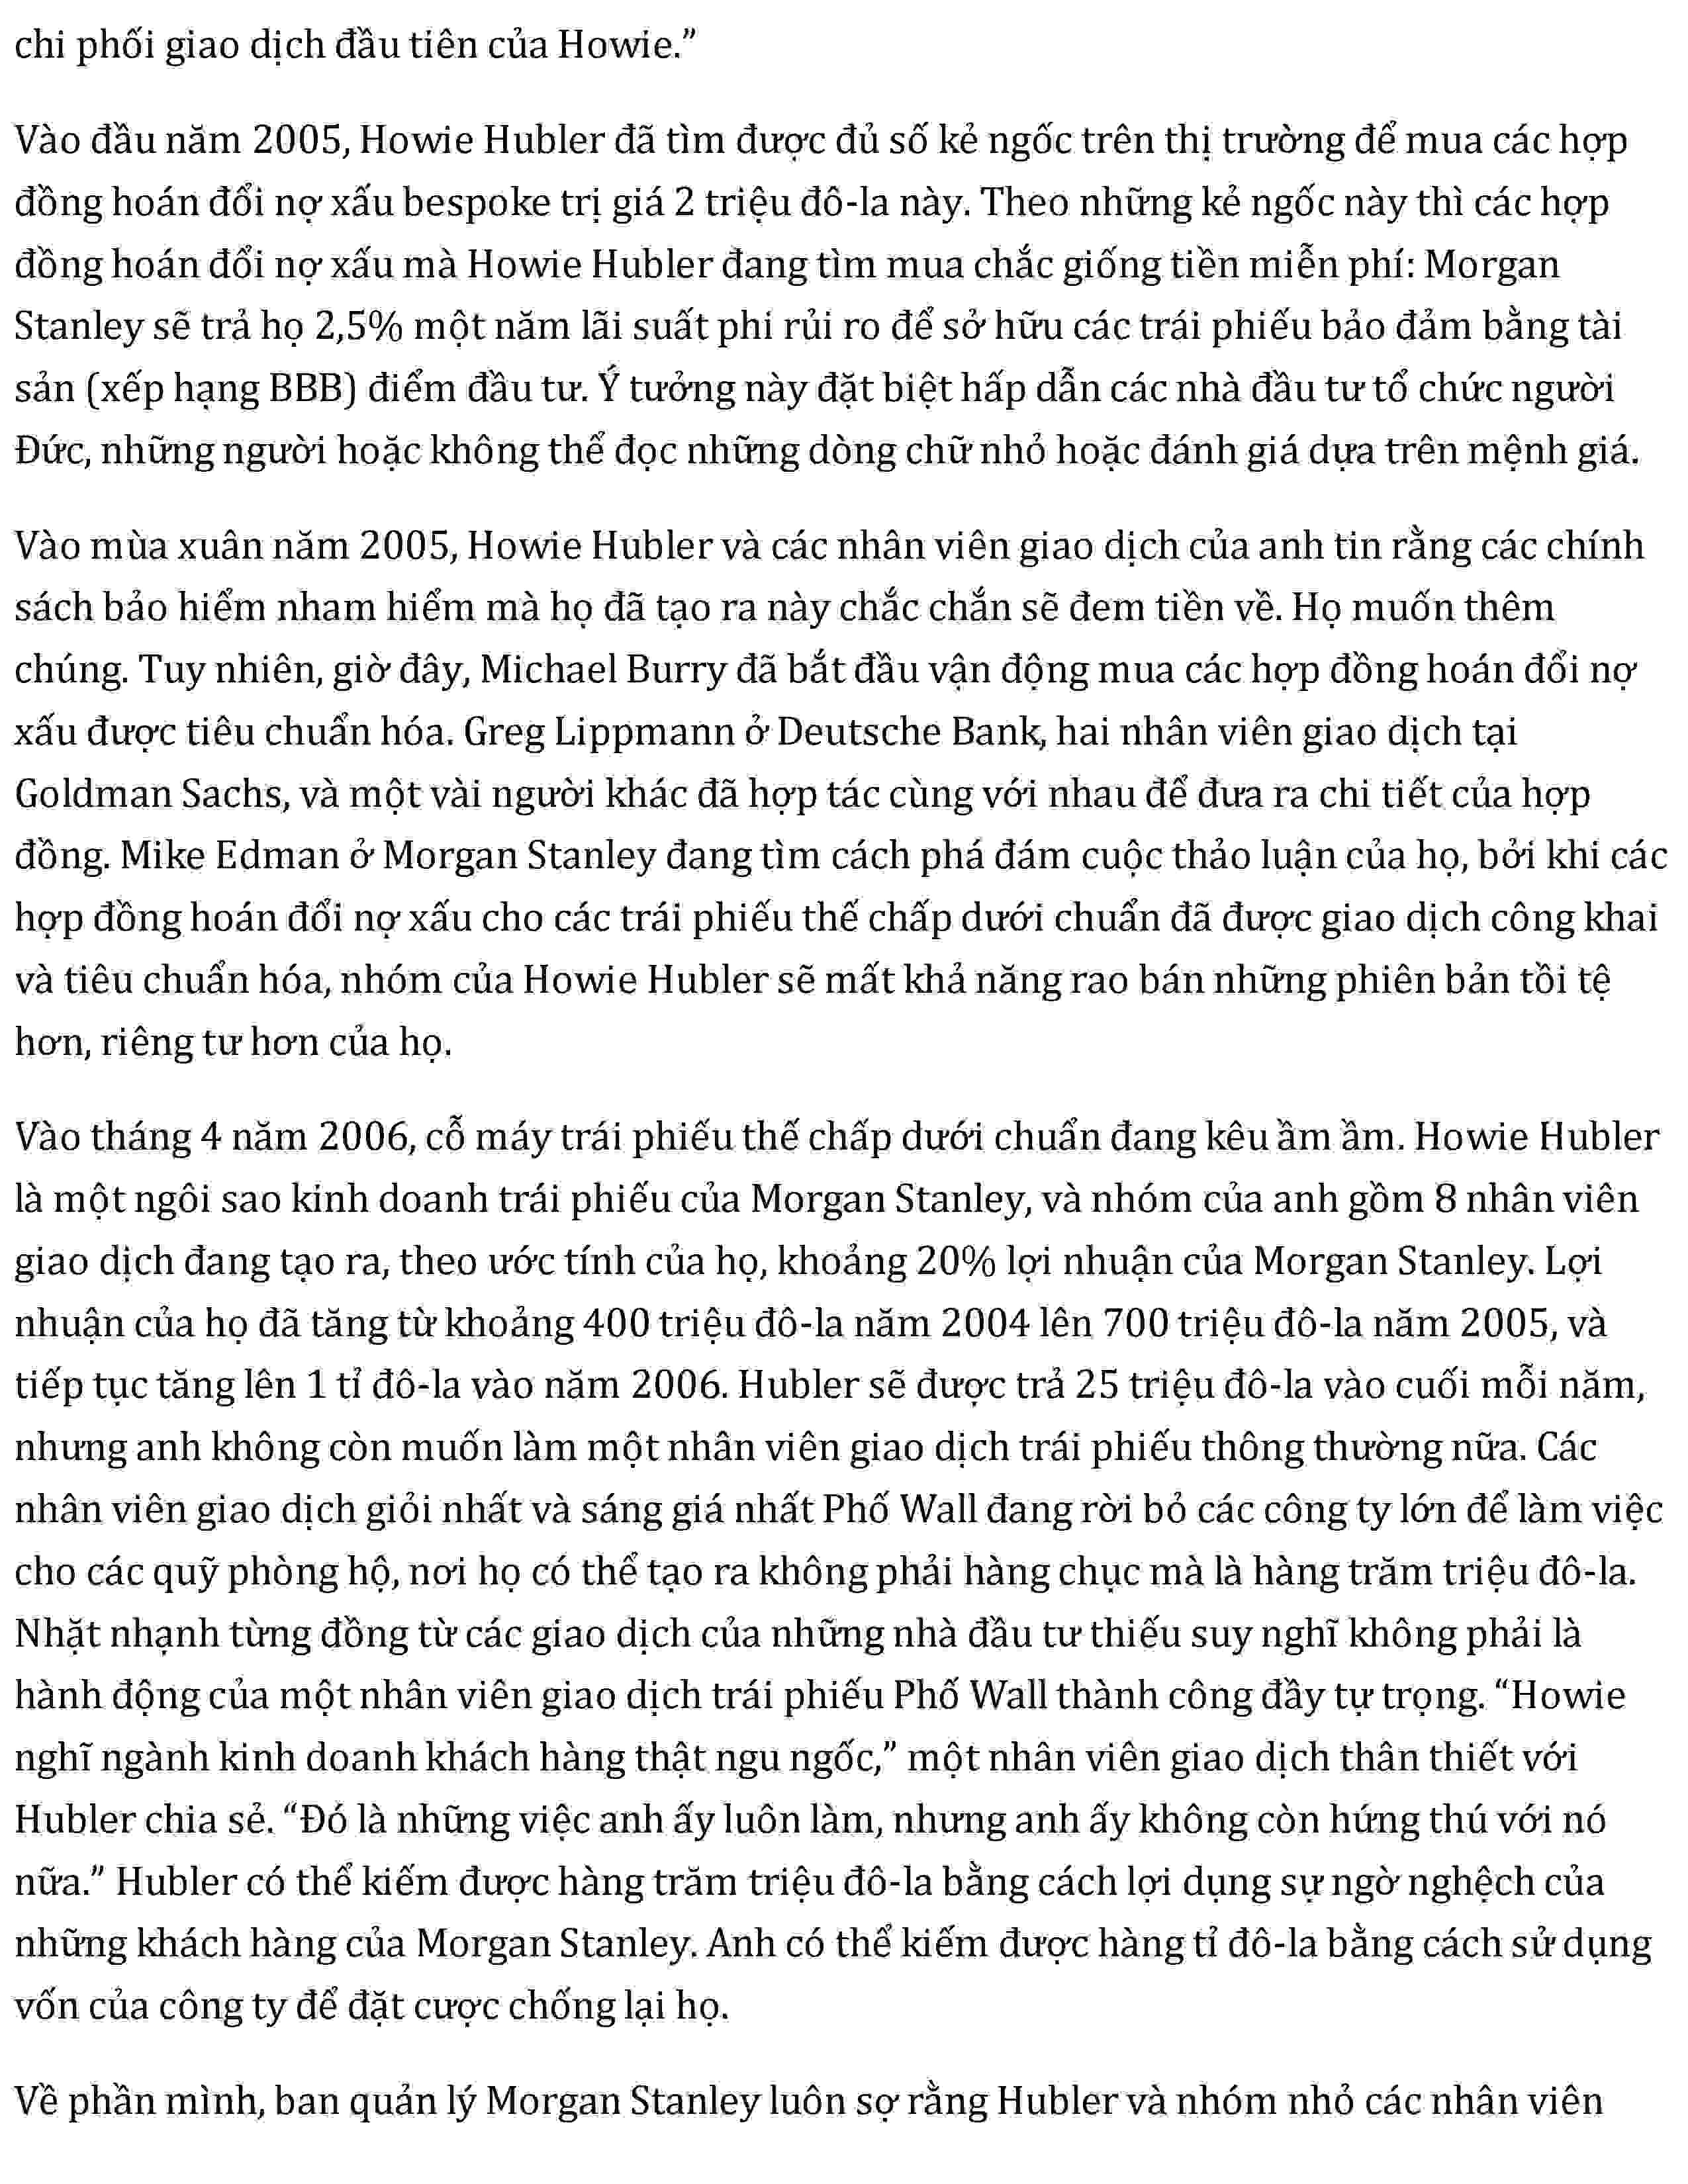 chi phối giao dịch đầu tiên của Howie.”
Vào đầu năm 2005, Howie Hubler đã tìm được đủ số kẻ ngốc trên thị trường để mua các hợp
đồng hoán đổi nợ xấu bespoke trị giá 2 triệu đô-la này. Theo những kẻ ngốc này thì các hợp
đồng hoán đổi nợ xấu mà Howie Hubler đang tìm mua chắc giống tiền miễn phí: Morgan
Stanley sẽ trả họ 2,5% một năm lãi suất phi rủi ro để sở hữu các trái phiếu bảo đảm bằng tài
sản (xếp hạng BBB) điểm đầu tư. Ý tưởng này đặt biệt hấp dẫn các nhà đầu tư tổ chức người
Đức, những người hoặc không thể đọc những dòng chữ nhỏ hoặc đánh giá dựa trên mệnh giá.
Vào mùa xuân năm 2005, Howie Hubler và các nhân viên giao dịch của anh tin rằng các chính
sách bảo hiểm nham hiểm mà họ đã tạo ra này chắc chắn sẽ đem tiền về. Họ muốn thêm
chúng. Tuy nhiên, giờ đây, Michael Burry đã bắt đầu vận động mua các hợp đồng hoán đổi nợ
xấu được tiêu chuẩn hóa. Greg Lippmann ở Deutsche Bank, hai nhân viên giao dịch tại
Goldman Sachs, và một vài người khác đã hợp tác cùng với nhau để đưa ra chi tiết của hợp
đồng. Mike Edman ở Morgan Stanley đang tìm cách phá đám cuộc thảo luận của họ, bởi khi các
hợp đồng hoán đổi nợ xấu cho các trái phiếu thế chấp dưới chuẩn đã được giao dịch công khai
và tiêu chuẩn hóa, nhóm của Howie Hubler sẽ mất khả năng rao bán những phiên bản tồi tệ
hơn, riêng tư hơn của họ.
Vào tháng 4 năm 2006, cỗ máy trái phiếu thế chấp dưới chuẩn đang kêu ầm ầm. Howie Hubler
là một ngôi sao kinh doanh trái phiếu của Morgan Stanley, và nhóm của anh gồm 8 nhân viên
giao dịch đang tạo ra, theo ước tính của họ, khoảng 20% lợi nhuận của Morgan Stanley. Lợi
nhuận của họ đã tăng từ khoảng 400 triệu đô-la năm 2004 lên 700 triệu đô-la năm 2005, và
tiếp tục tăng lên 1 tỉ đô-la vào năm 2006. Hubler sẽ được trả 25 triệu đô-la vào cuối mỗi năm,
nhưng anh không còn muốn làm một nhân viên giao dịch trái phiếu thông thường nữa. Các
nhân viên giao dịch giỏi nhất và sáng giá nhất Phố Wall đang rời bỏ các công ty lớn để làm việc
cho các quỹ phòng hộ, nơi họ có thể tạo ra không phải hàng chục mà là hàng trăm triệu đô-la.
Nhặt nhạnh từng đồng từ các giao dịch của những nhà đầu tư thiếu suy nghĩ không phải là
hành động của một nhân viên giao dịch trái phiếu Phố Wall thành công đầy tự trọng. “Howie
nghĩ ngành kinh doanh khách hàng thật ngu ngốc,” một nhân viên giao dịch thân thiết với
Hubler chia sẻ. “Đó là những việc anh ấy luôn làm, nhưng anh ấy không còn hứng thú với nó
nữa.” Hubler có thể kiếm được hàng trăm triệu đô-la bằng cách lợi dụng sự ngờ nghệch của
những khách hàng của Morgan Stanley. Anh có thể kiếm được hàng tỉ đô-la bằng cách sử dụng
vốn của công ty để đặt cược chống lại họ.
Về phần mình, ban quản lý Morgan Stanley luôn sợ rằng Hubler và nhóm nhỏ các nhân viên